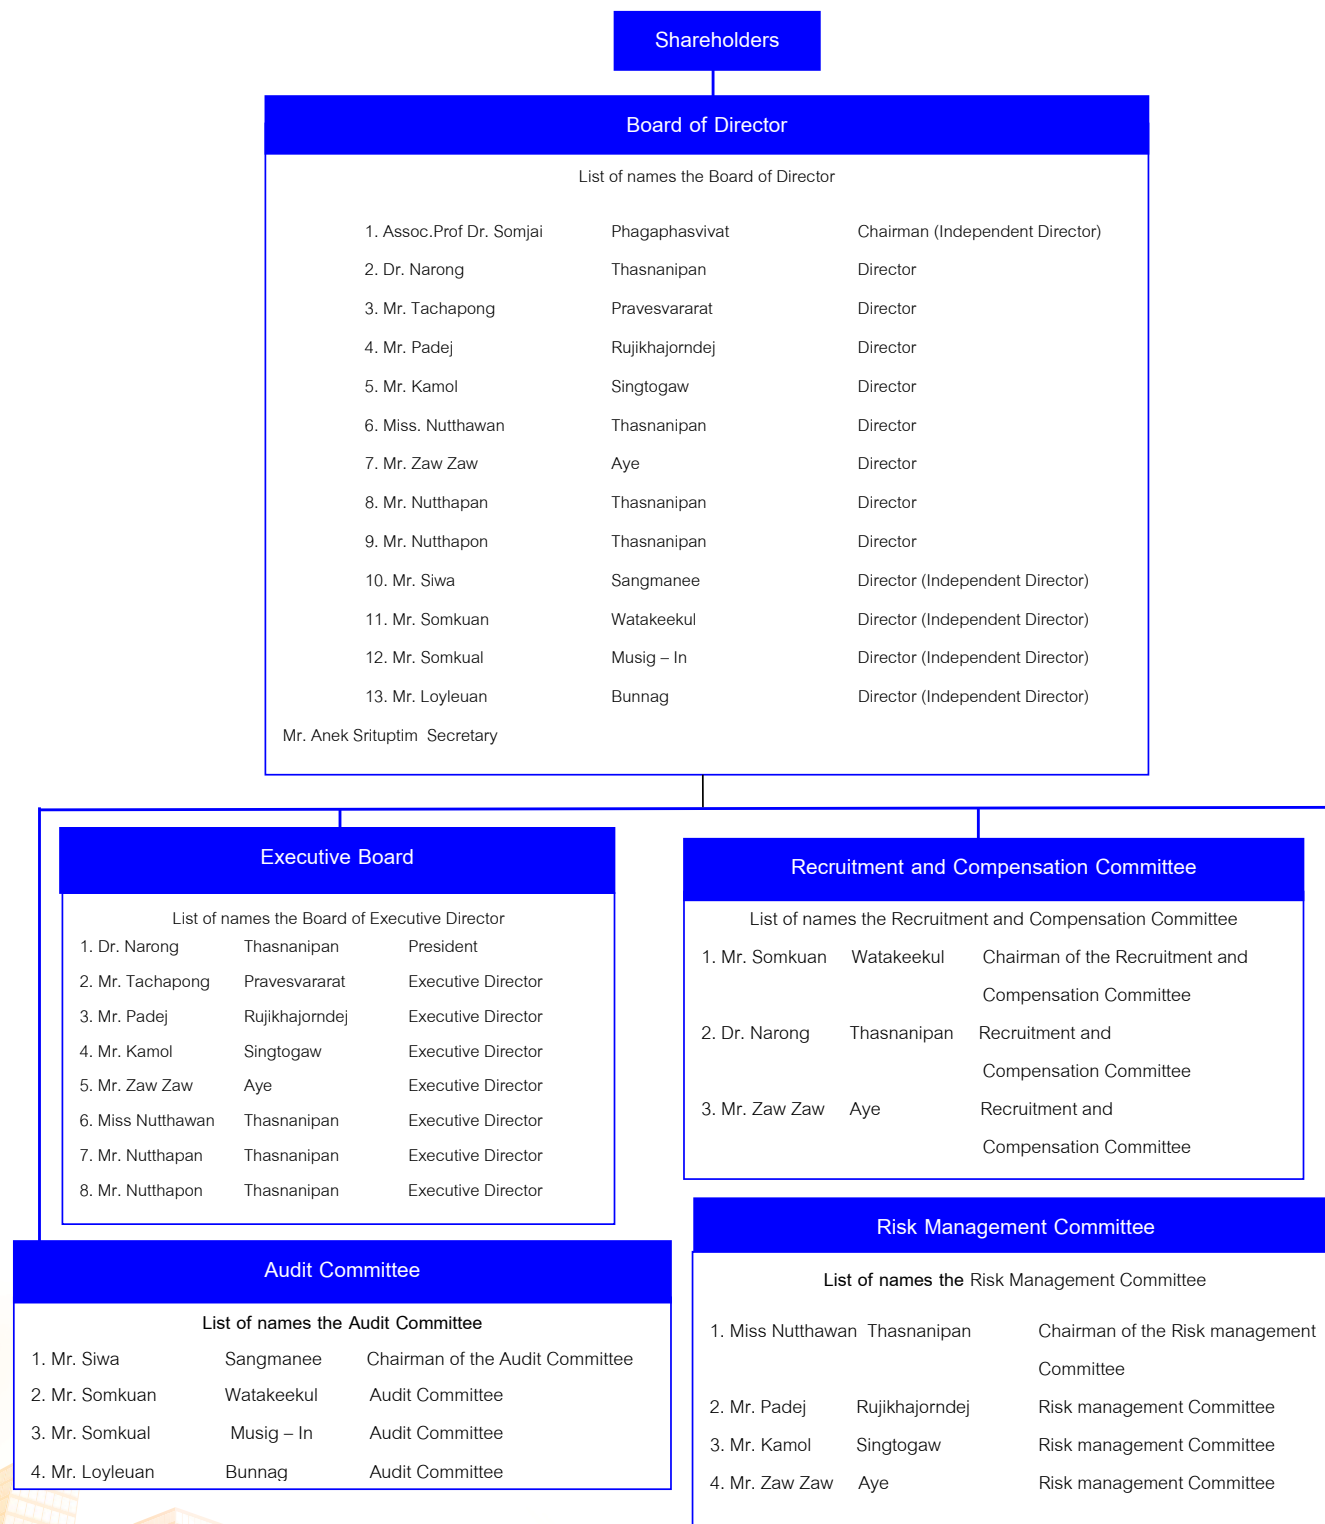 Shareholders
Board of Director
List of names the Board of Director
1. Assoc.Prof Dr. Somjai Phagaphasvivat Chairman (Independent Director)
2. Dr. Narong Thasnanipan Director
3. Mr. Tachapong Pravesvararat Director
4. Mr. Padej Rujikhajorndej Director
5. Mr. Kamol Singtogaw Director
6. Miss. Nutthawan Thasnanipan Director
7. Mr. Zaw Zaw Aye Director
8. Mr. Nutthapan Thasnanipan Director
9. Mr. Nutthapon Thasnanipan Director
10. Mr. Siwa Sangmanee Director (Independent Director)
11. Mr. Somkuan Watakeekul Director (Independent Director)
12. Mr. Somkual Musig – In Director (Independent Director)
13. Mr. Loyleuan Bunnag Director (Independent Director)
Mr. Anek Srituptim Secretary
Executive Board
List of names the Board of Executive Director
1. Dr. Narong Thasnanipan President
2. Mr. Tachapong Pravesvararat Executive Director
3. Mr. Padej Rujikhajorndej Executive Director
4. Mr. Kamol Singtogaw Executive Director
5. Mr. Zaw Zaw Aye Executive Director
6. Miss Nutthawan Thasnanipan Executive Director
7. Mr. Nutthapan Thasnanipan Executive Director
8. Mr. Nutthapon Thasnanipan Executive Director
Recruitment and Compensation Committee
List of names the Recruitment and Compensation Committee
1. Mr. Somkuan Watakeekul Chairman of the Recruitment and
Compensation Committee
2. Dr. Narong Thasnanipan Recruitment and
Compensation Committee
3. Mr. Zaw Zaw Aye Recruitment and
Compensation Committee
Audit Committee
List of names the Audit Committee
1. Mr. Siwa Sangmanee Chairman of the Audit Committee
2. Mr. Somkuan Watakeekul Audit Committee
3. Mr. Somkual Musig – In Audit Committee
4. Mr. Loyleuan Bunnag Audit Committee
Risk Management Committee
List of names the Risk Management Committee
1. Miss Nutthawan Thasnanipan Chairman of the Risk management
Committee
2. Mr. Padej Rujikhajorndej Risk management Committee
3. Mr. Kamol Singtogaw Risk management Committee
4. Mr. Zaw Zaw Aye Risk management Committee